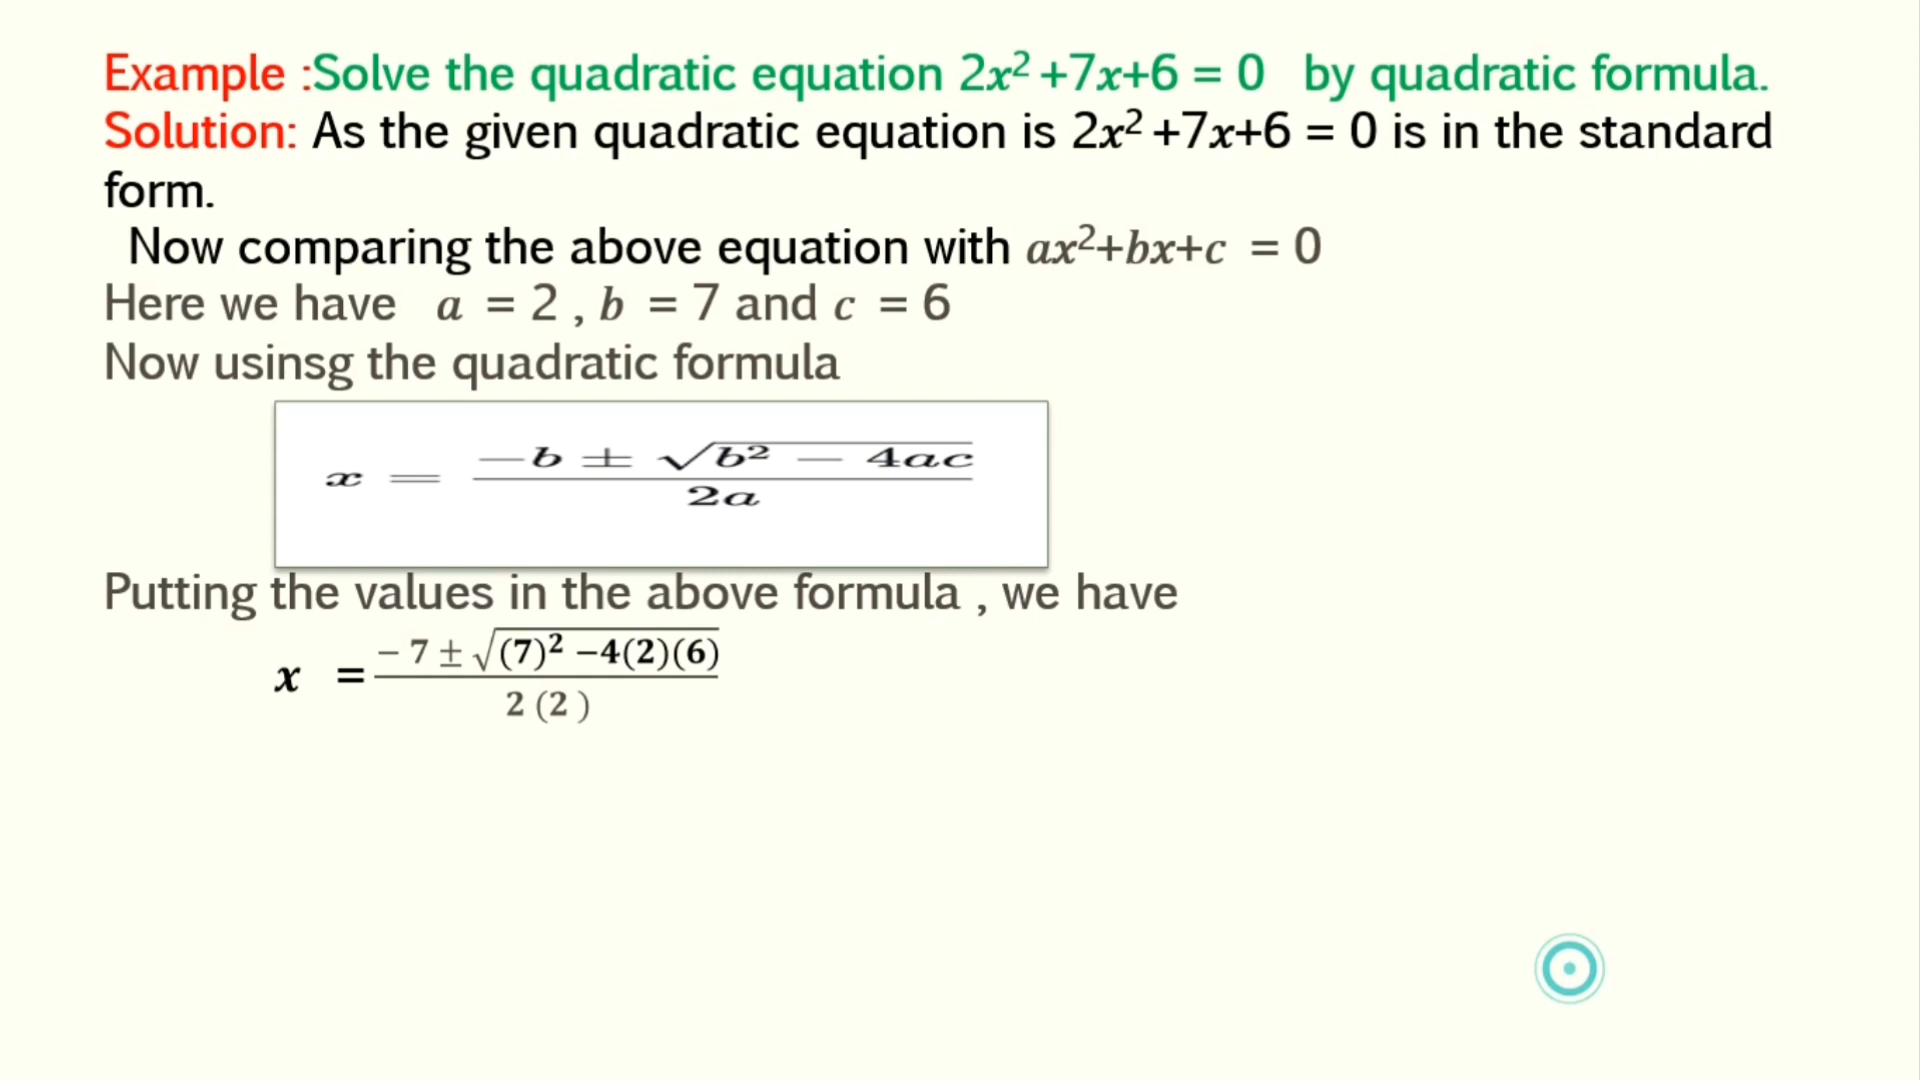 Example :Solve the quadratic equation 2x² +7x+6 = 0 by quadratic formula.
Solution: As the given quadratic equation is 2x² +7x+6 = 0 is in the standard
form.
Now comparing the above equation with ax²+bx+c = 0
Here we have a = 2 , b = 7 and c = 6
Now usinsg the quadratic formula
x = (−b ± √(b² − 4ac)) / 2a
Putting the values in the above formula , we have
x = (− 7 ± √((7)² −4(2)(6))) / 2 (2 )